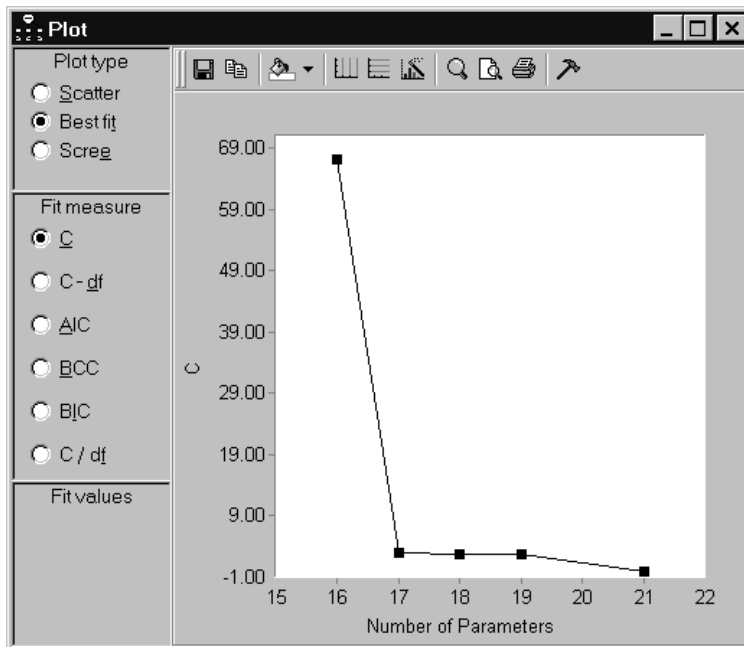 Plot
Plot type
Scatter
Best fit
Scree
Fit measure
C
C - df
AIC
BCC
BIC
C / df
Fit values
69.00
59.00
49.00
39.00
29.00
19.00
9.00
-1.00
C
15 16 17 18 19 20 21 22
Number of Parameters